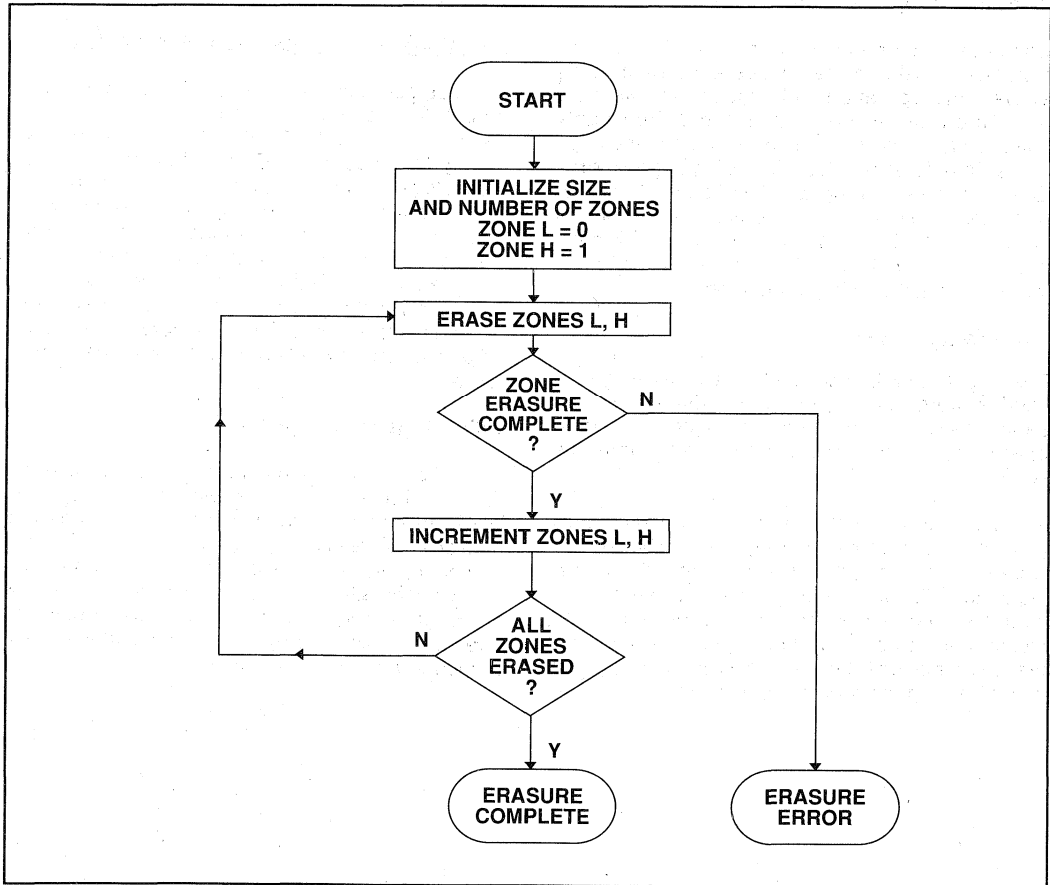 START
INITIALIZE SIZE
AND NUMBER OF ZONES
ZONE L = 0
ZONE H = 1
ERASE ZONES L, H
ZONE
ERASURE
COMPLETE
?
N
Y
INCREMENT ZONES L, H
ALL
ZONES
ERASED
?
N
Y
ERASURE
COMPLETE
ERASURE
ERROR